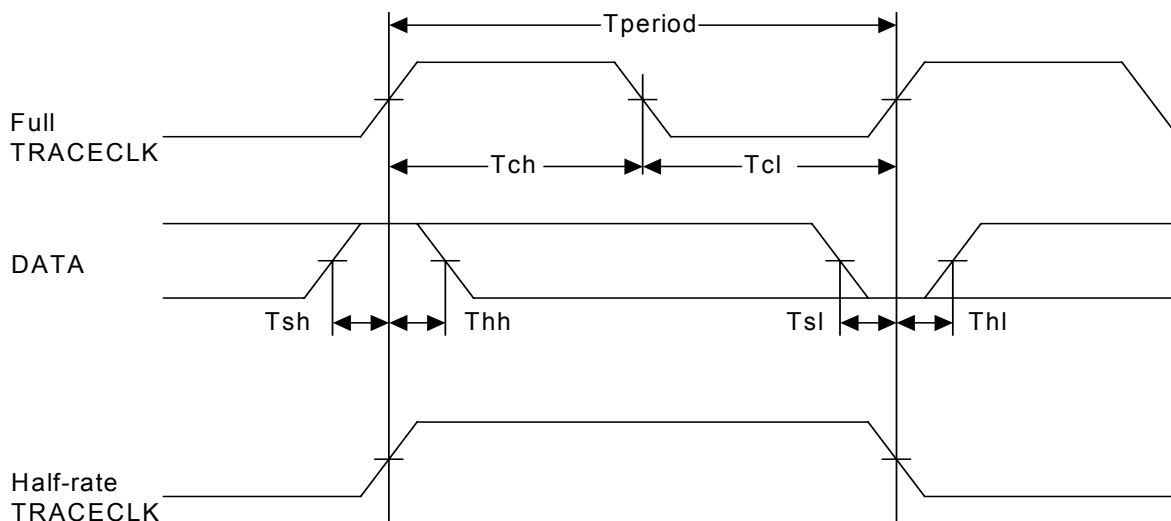 Tperiod
Full
TRACECLK
Tch
Tcl
DATA
Tsh
Thh
Tsl
Thl
Half-rate
TRACECLK